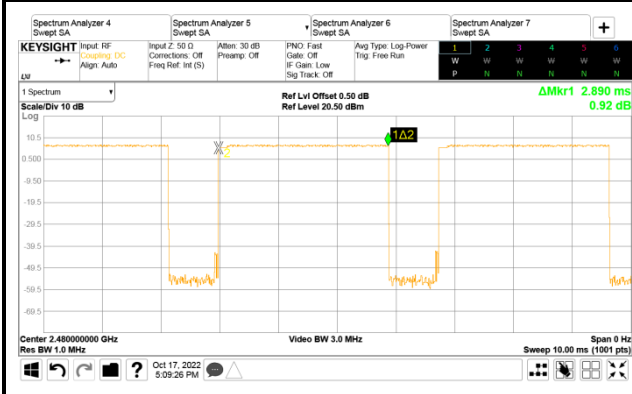 Spectrum Analyzer 4 Spectrum Analyzer 5 Spectrum Analyzer 6 Spectrum Analyzer 7
Swept SA Swept SA Swept SA Swept SA +
KEYSIGHT Input: RF Input Z: 50 Ω Atten: 30 dB PNO: Fast Avg Type: Log-Power 1 2 3 4 5 6
Coupling: DC Corrections: Off Preamp: Off Gate: Off Trig: Free Run W W W W W W
Align: Auto Freq Ref: Int (S) IF Gain: Low
Sig Track: Off P N N N N N
LXI
1 Spectrum Ref Lvl Offset 0.50 dB ΔMkr1 2.890 ms
Scale/Div 10 dB Ref Level 20.50 dBm 0.92 dB
Log
10.5
1Δ2
2
0.500
-9.50
-19.5
-29.5
-39.5
-49.5
-59.5
-69.5
Center 2.480000000 GHz Video BW 3.0 MHz Span 0 Hz
Res BW 1.0 MHz Sweep 10.00 ms (1001 pts)
? Oct 17, 2022
5:09:26 PM